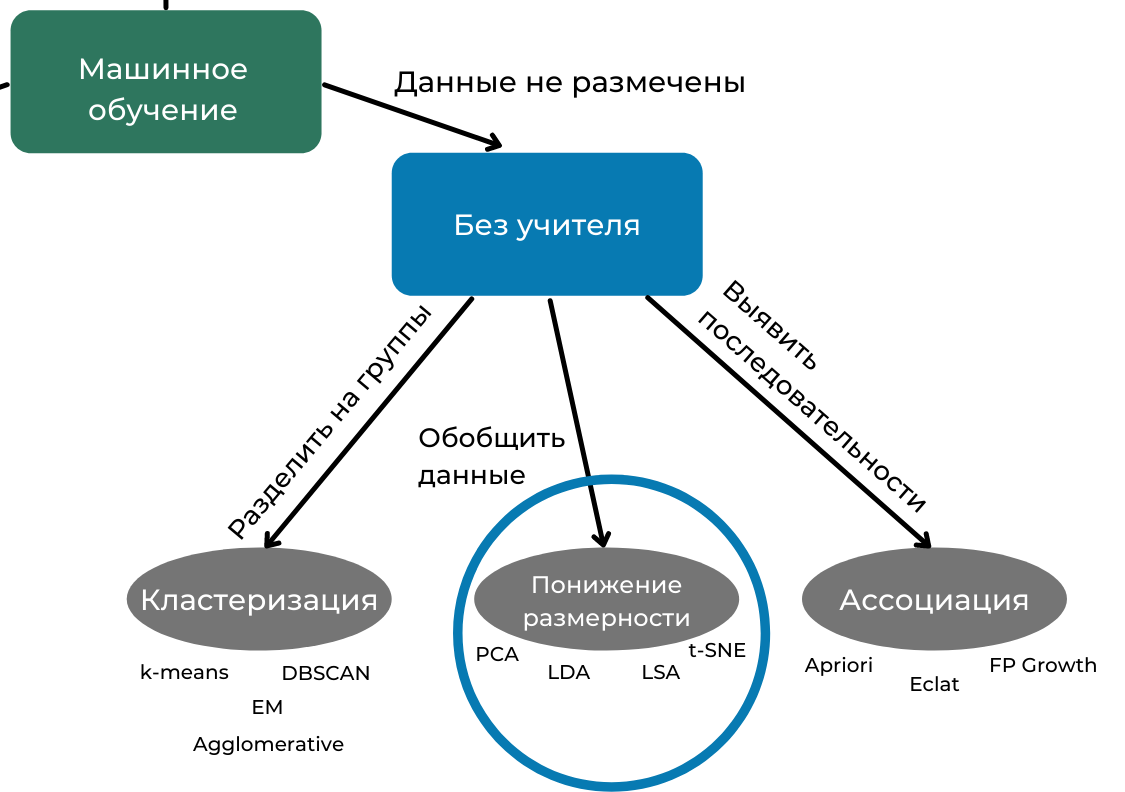 Машинное
обучение
Данные не размечены
Без учителя
Разделить на группы
Обобщить
данные
Выявить
последовательности
Кластеризация
k-means
DBSCAN
EM
Agglomerative
Понижение
размерности
PCA
LDA
LSA
t-SNE
Ассоциация
Apriori
Eclat
FP Growth